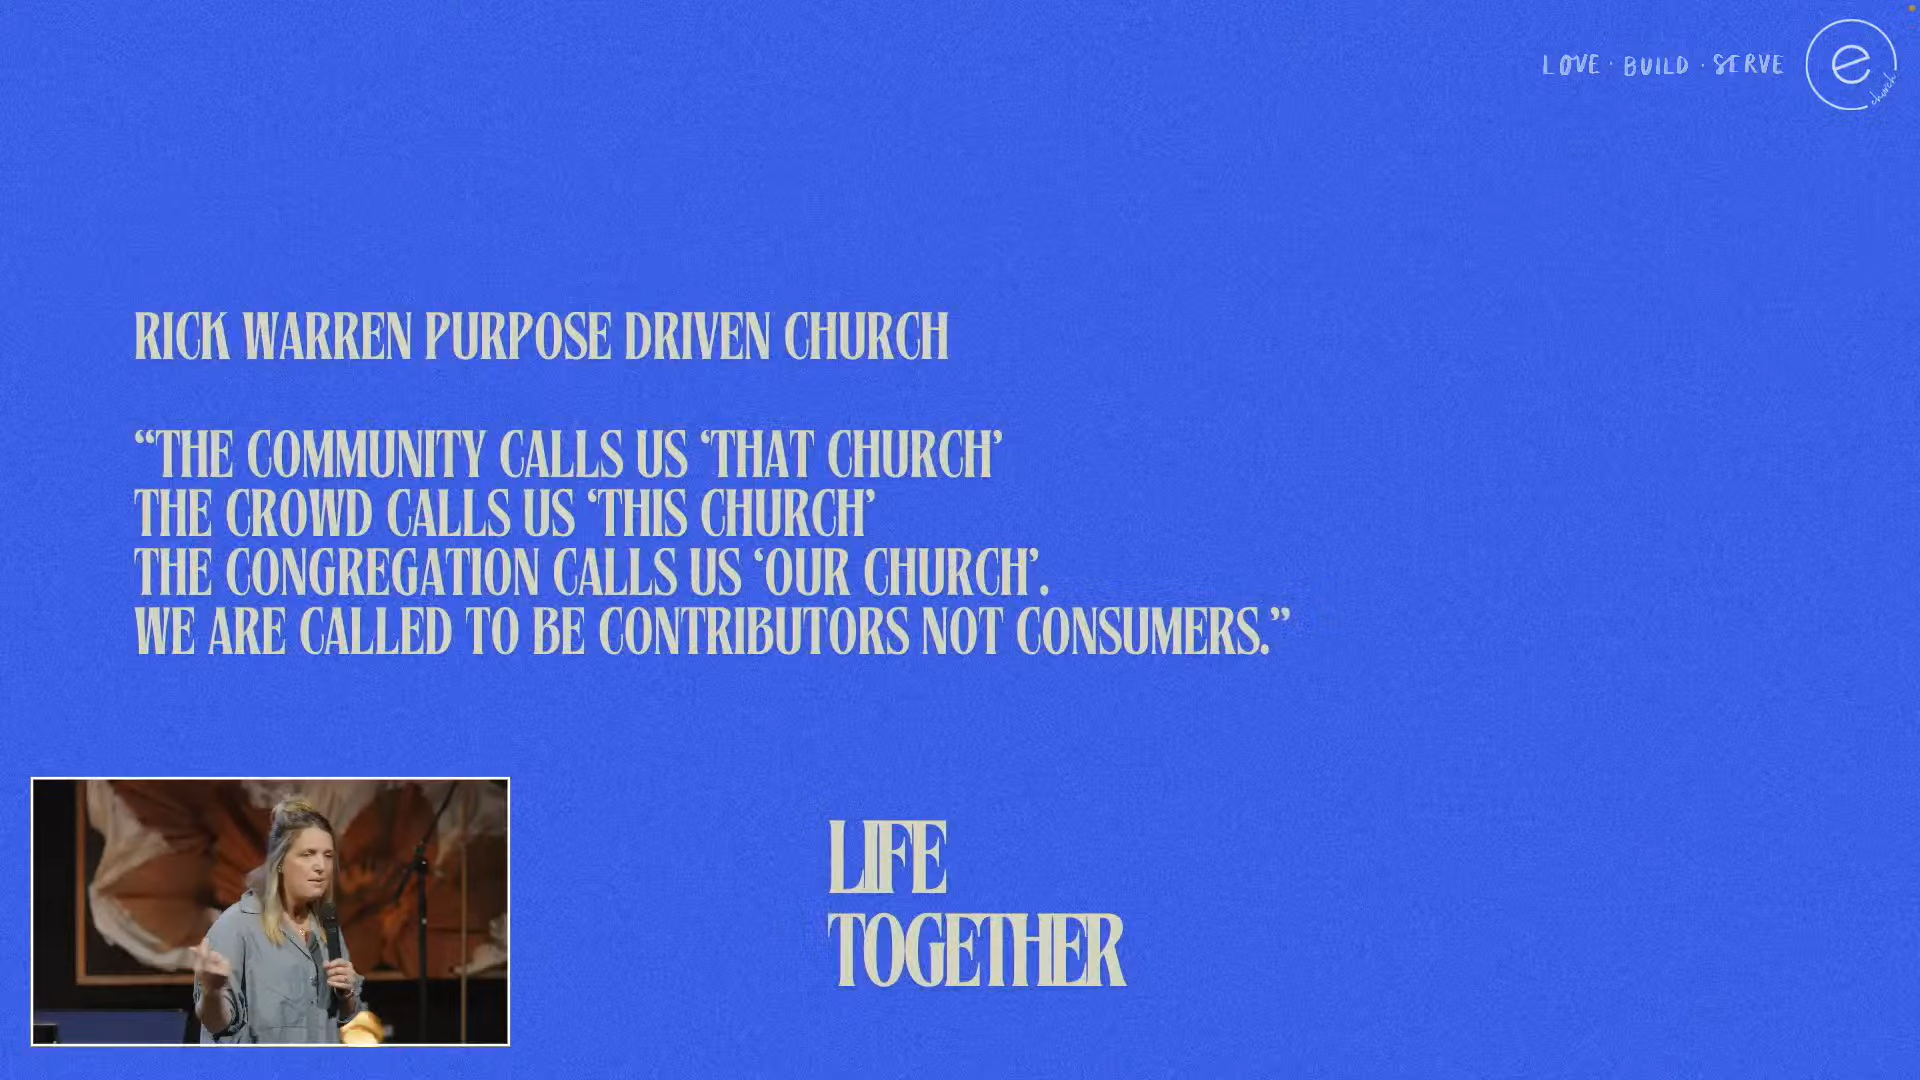 LOVE · BUILD · SERVE
e
church
RICK WARREN PURPOSE DRIVEN CHURCH
“THE COMMUNITY CALLS US ‘THAT CHURCH’
THE CROWD CALLS US ‘THIS CHURCH’
THE CONGREGATION CALLS US ‘OUR CHURCH’.
WE ARE CALLED TO BE CONTRIBUTORS NOT CONSUMERS.”
LIFE
TOGETHER